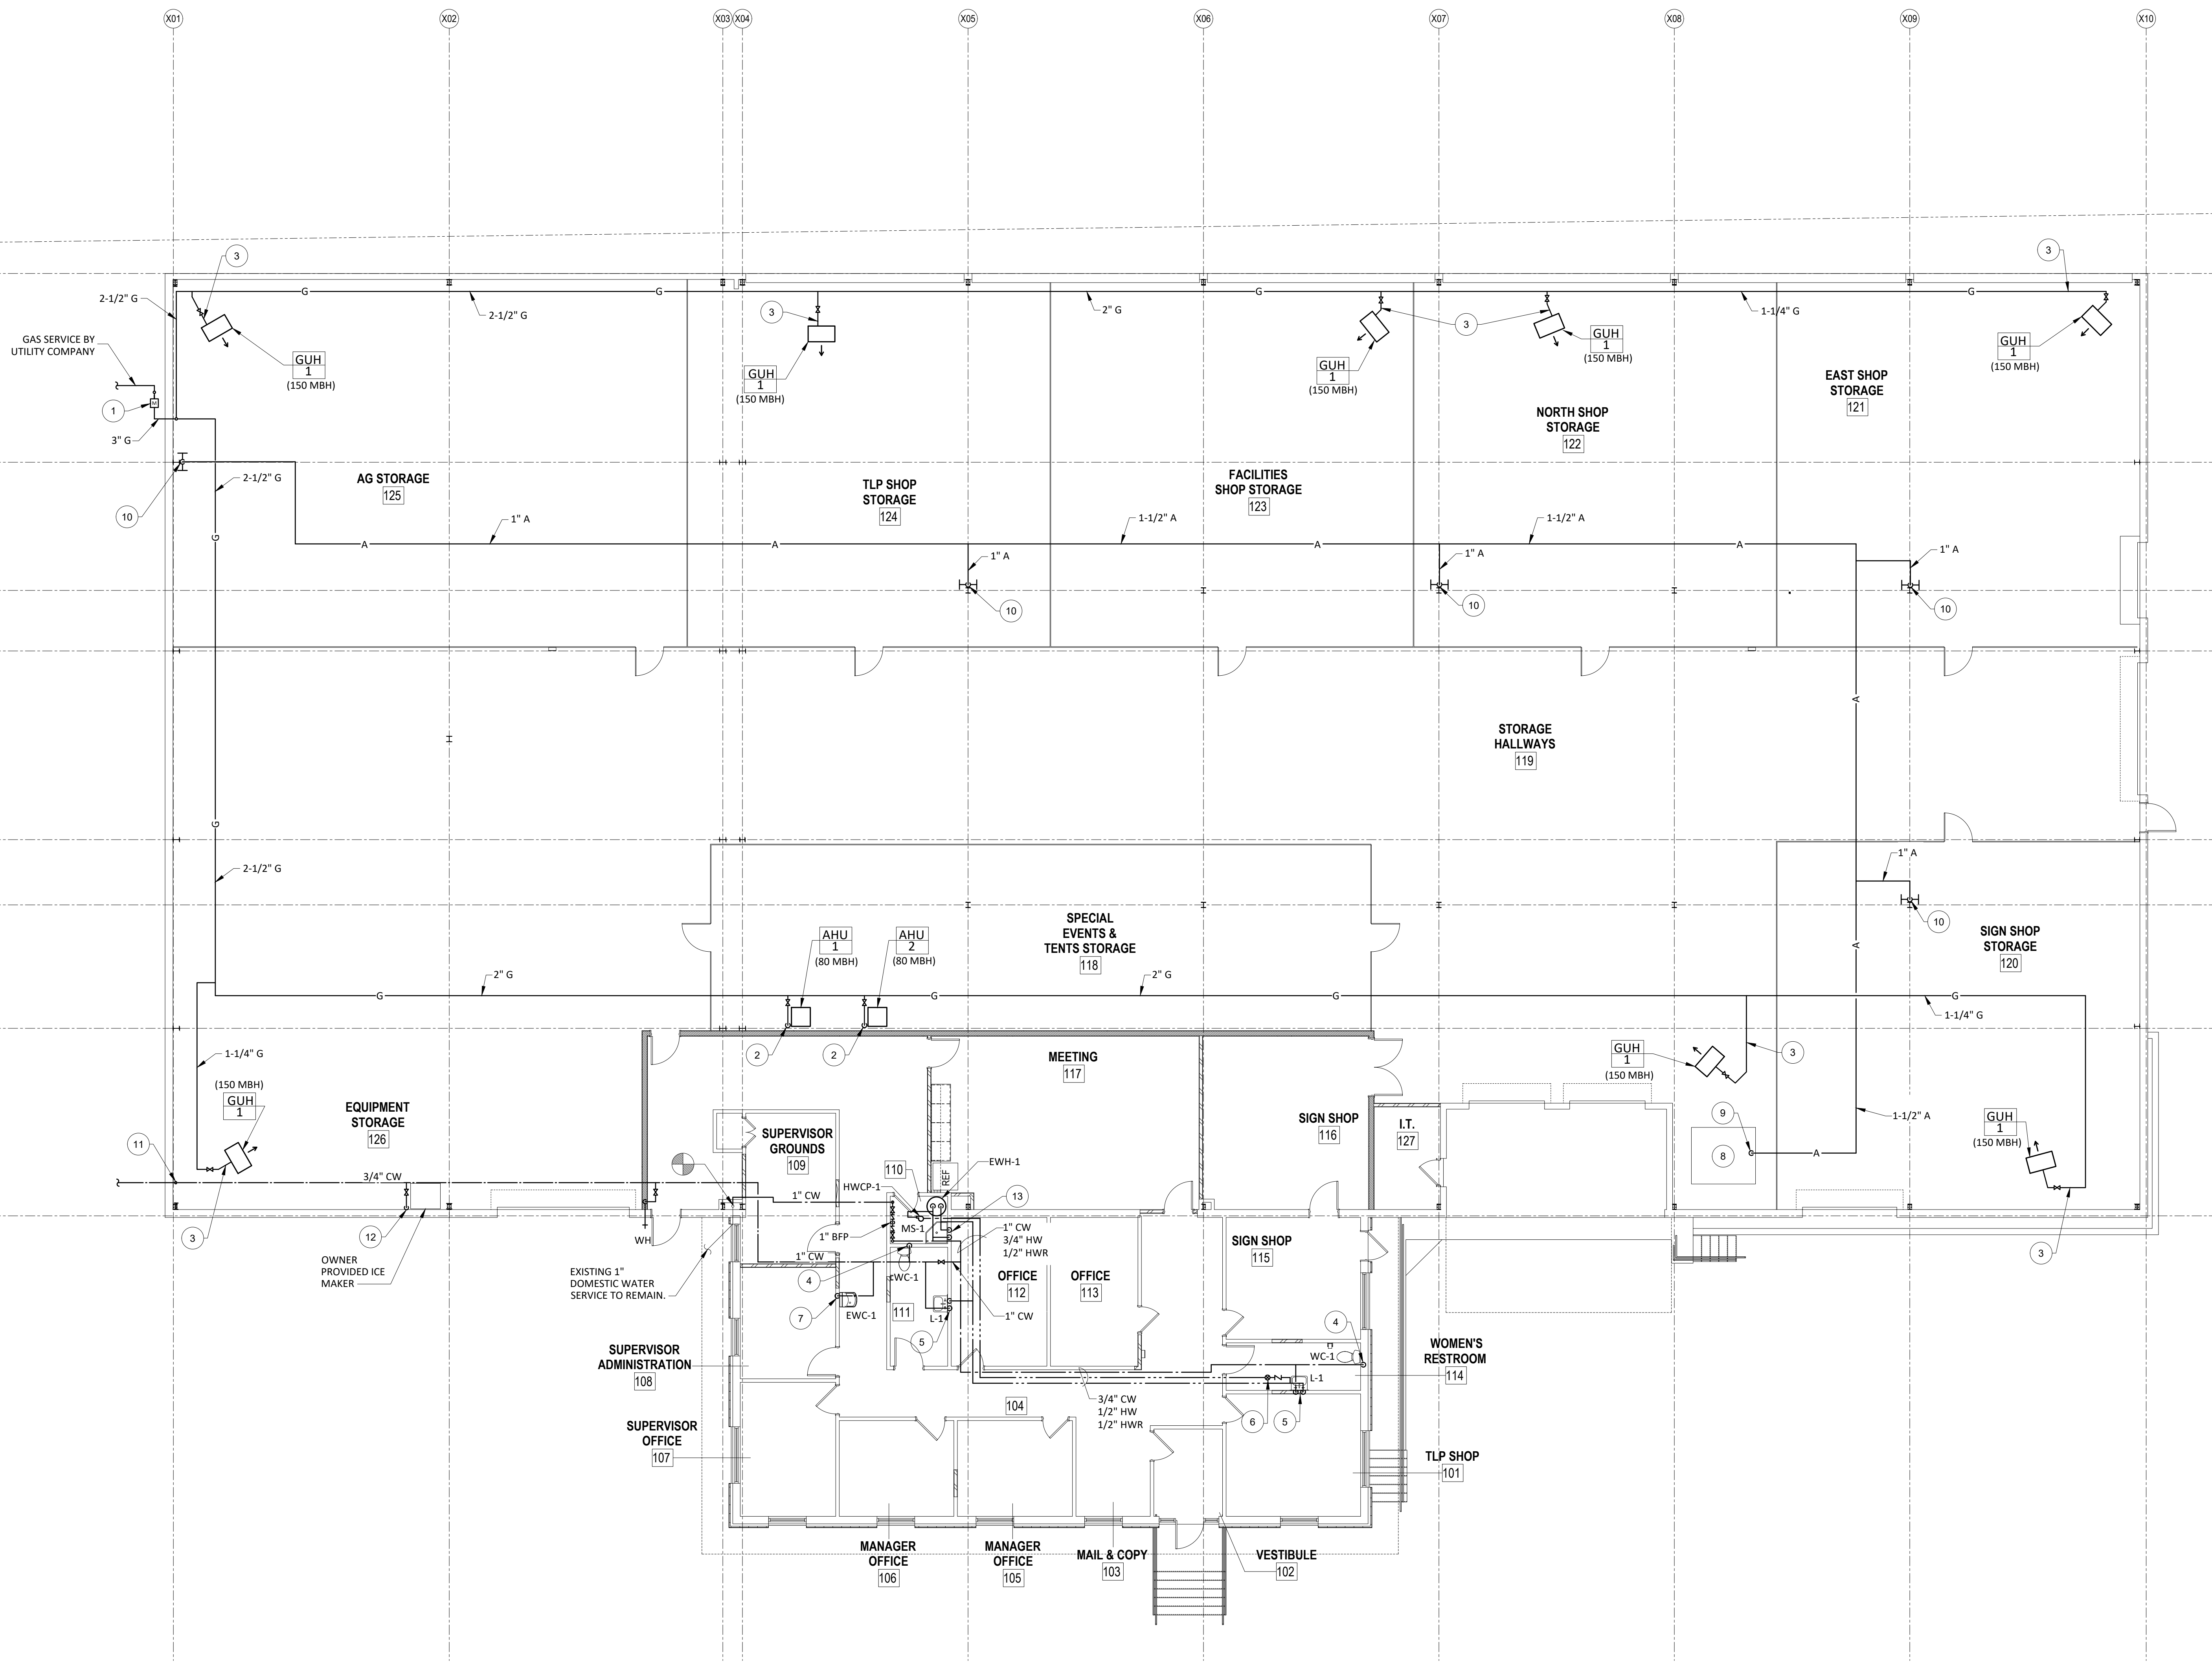 X01
X02
X03
X04
X05
X06
X07
X08
X09
X10
3
3
2-1/2" G
G
G
G
G
2-1/2" G
3
2" G
3
1-1/4" G
GAS SERVICE BY
UTILITY COMPANY
GUH
1
(150 MBH)
GUH
1
(150 MBH)
GUH
1
(150 MBH)
GUH
1
(150 MBH)
GUH
1
(150 MBH)
1
M
3" G
EAST SHOP
STORAGE
121
NORTH SHOP
STORAGE
122
AG STORAGE
125
TLP SHOP
STORAGE
124
FACILITIES
SHOP STORAGE
123
2-1/2" G
10
G
1" A
1-1/2" A
1-1/2" A
A
A
A
A
1" A
1" A
1" A
10
10
10
A
STORAGE
HALLWAYS
119
G
2-1/2" G
1" A
10
A
SPECIAL
EVENTS &
TENTS STORAGE
118
AHU
1
(80 MBH)
AHU
2
(80 MBH)
SIGN SHOP
STORAGE
120
2" G
2" G
G
G
G
G
1-1/4" G
2
2
1-1/4" G
(150 MBH)
GUH
1
EQUIPMENT
STORAGE
126
MEETING
117
GUH
1
(150 MBH)
3
SIGN SHOP
116
I.T.
127
9
8
A
1-1/2" A
GUH
1
(150 MBH)
SUPERVISOR
GROUNDS
109
11
3/4" CW
110
EWH-1
REF
HWCP-1
13
1" CW
MS-1
1" BFP
1" CW
3/4" HW
1/2" HWR
3
12
WH
OWNER
PROVIDED ICE
MAKER
EXISTING 1"
DOMESTIC WATER
SERVICE TO REMAIN.
1" CW
4
WC-1
7
EWC-1
111
L-1
5
1" CW
OFFICE
112
OFFICE
113
SIGN SHOP
115
3
4
WOMEN'S
RESTROOM
114
WC-1
L-1
SUPERVISOR
ADMINISTRATION
108
104
3/4" CW
1/2" HW
1/2" HWR
6
5
SUPERVISOR
OFFICE
107
TLP SHOP
101
MANAGER
OFFICE
106
MANAGER
OFFICE
105
MAIL & COPY
103
VESTIBULE
102